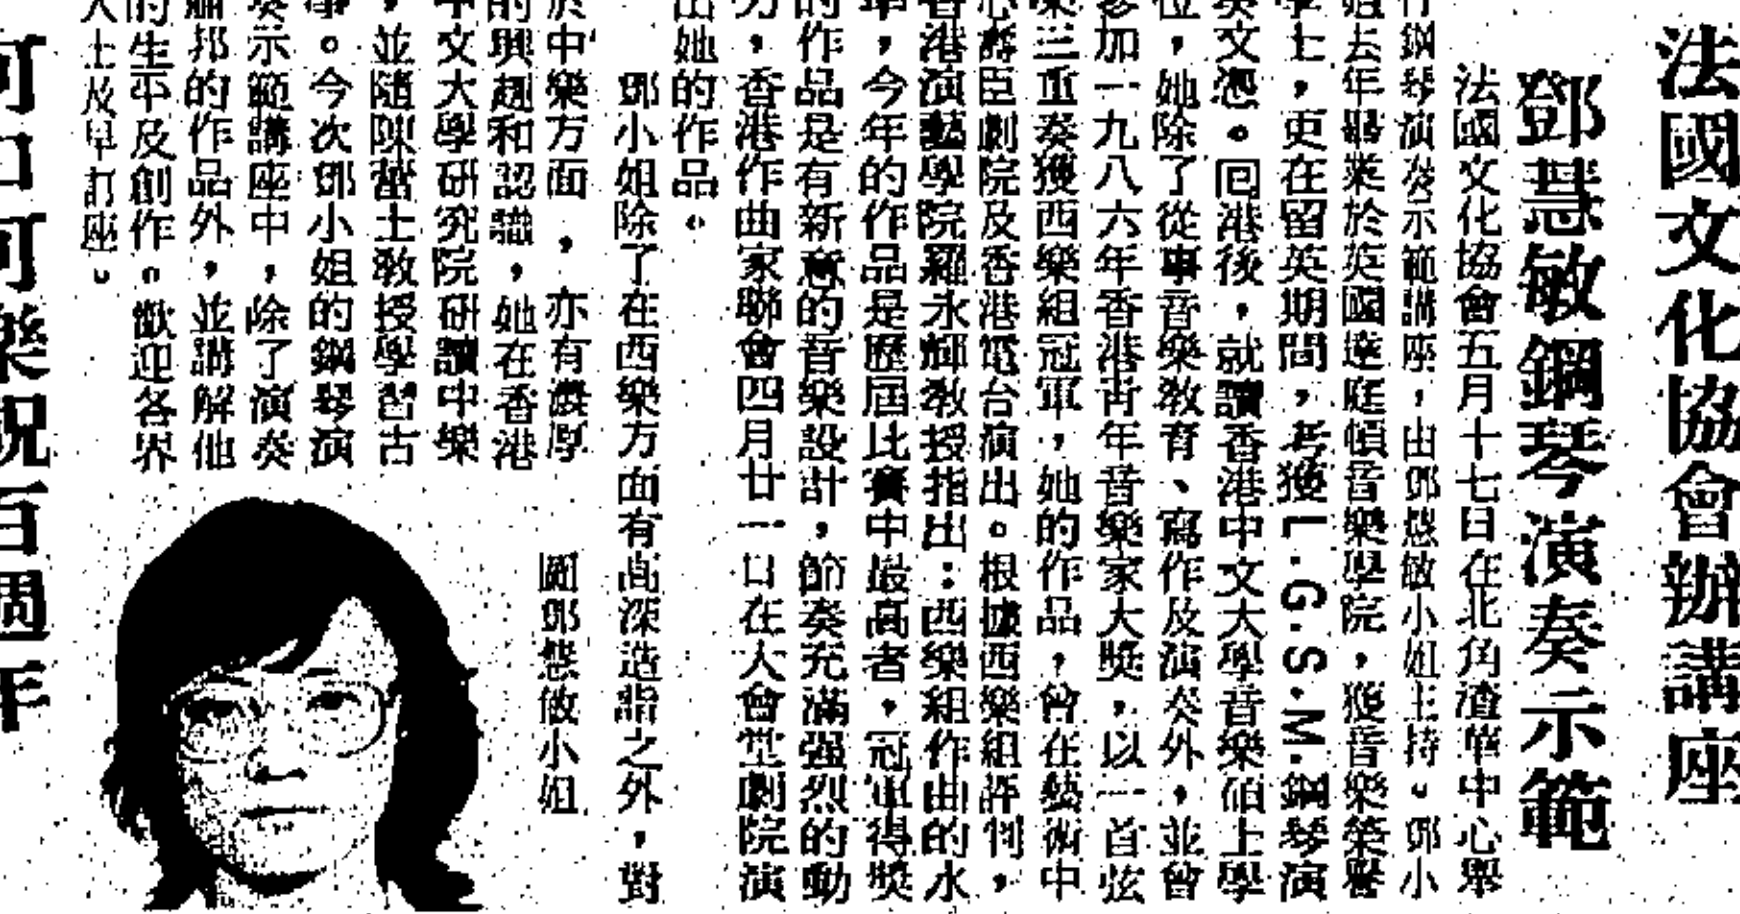 法國文化協會辦講座
鄧慧敏鋼琴演奏示範
法國文化協會五月十七日在北角渣華中心舉
行鋼琴演奏示範講座，由鄧慧敏小姐主持。鄧小
姐去年畢業於英國達庭頓音樂學院，獲音樂榮譽
學士，更在留英期間，考獲L.G.S.M.鋼琴演
奏文憑。回港後，就讀香港中文大學音樂碩士學
位，她除了從事音樂教育、寫作及演奏外，並曾
參加一九八六年香港青年音樂家大獎，以一首弦
樂三重奏獲西樂組冠軍，她的作品，曾在藝術中
心壽臣劇院及香港電台演出。根據西樂組評判，
香港演藝學院羅永輝教授指出：西樂組作曲的水
準，今年的作品是歷屆比賽中最高者，冠軍得獎
的作品是有新意的音樂設計，節奏充滿强烈的動
力，香港作曲家聯會四月廿一日在大會堂劇院演
出她的作品。
鄧小姐除了在西樂方面有高深造詣之外，對
於中樂方面，亦有濃厚
的興趣和認識，她在香港
中文大學研究院研讀中樂
，並隨陳蕾士教授學習古
事。今次鄧小姐的鋼琴演
奏示範講座中，除了演奏
蕭邦的作品外，並講解他
的生平及創作。歡迎各界
人士及早訂座。
圖鄧慧敏小姐
可口可樂祝百週年